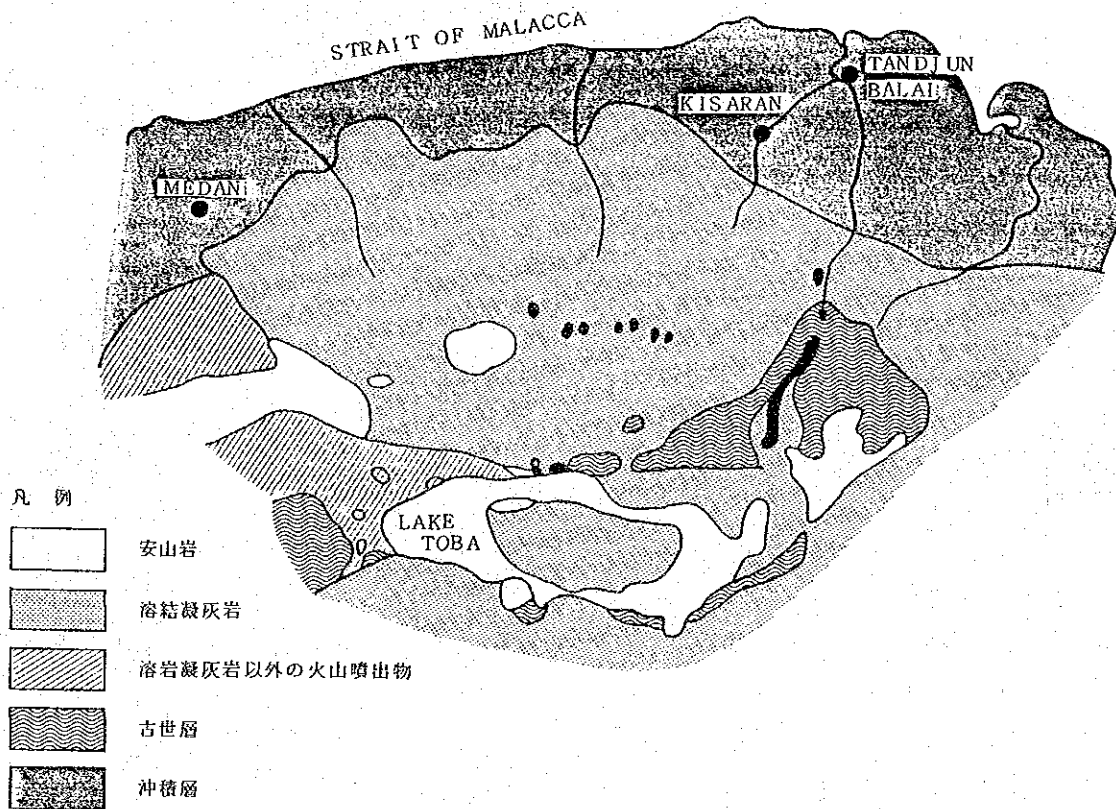 STRAIT OF MALACCA
TANDJUN
BALAI
KISARAN
MEDAN
LAKE
TOBA
凡 例
安山岩
溶結凝灰岩
溶岩凝灰岩以外の火山噴出物
古世層
沖積層